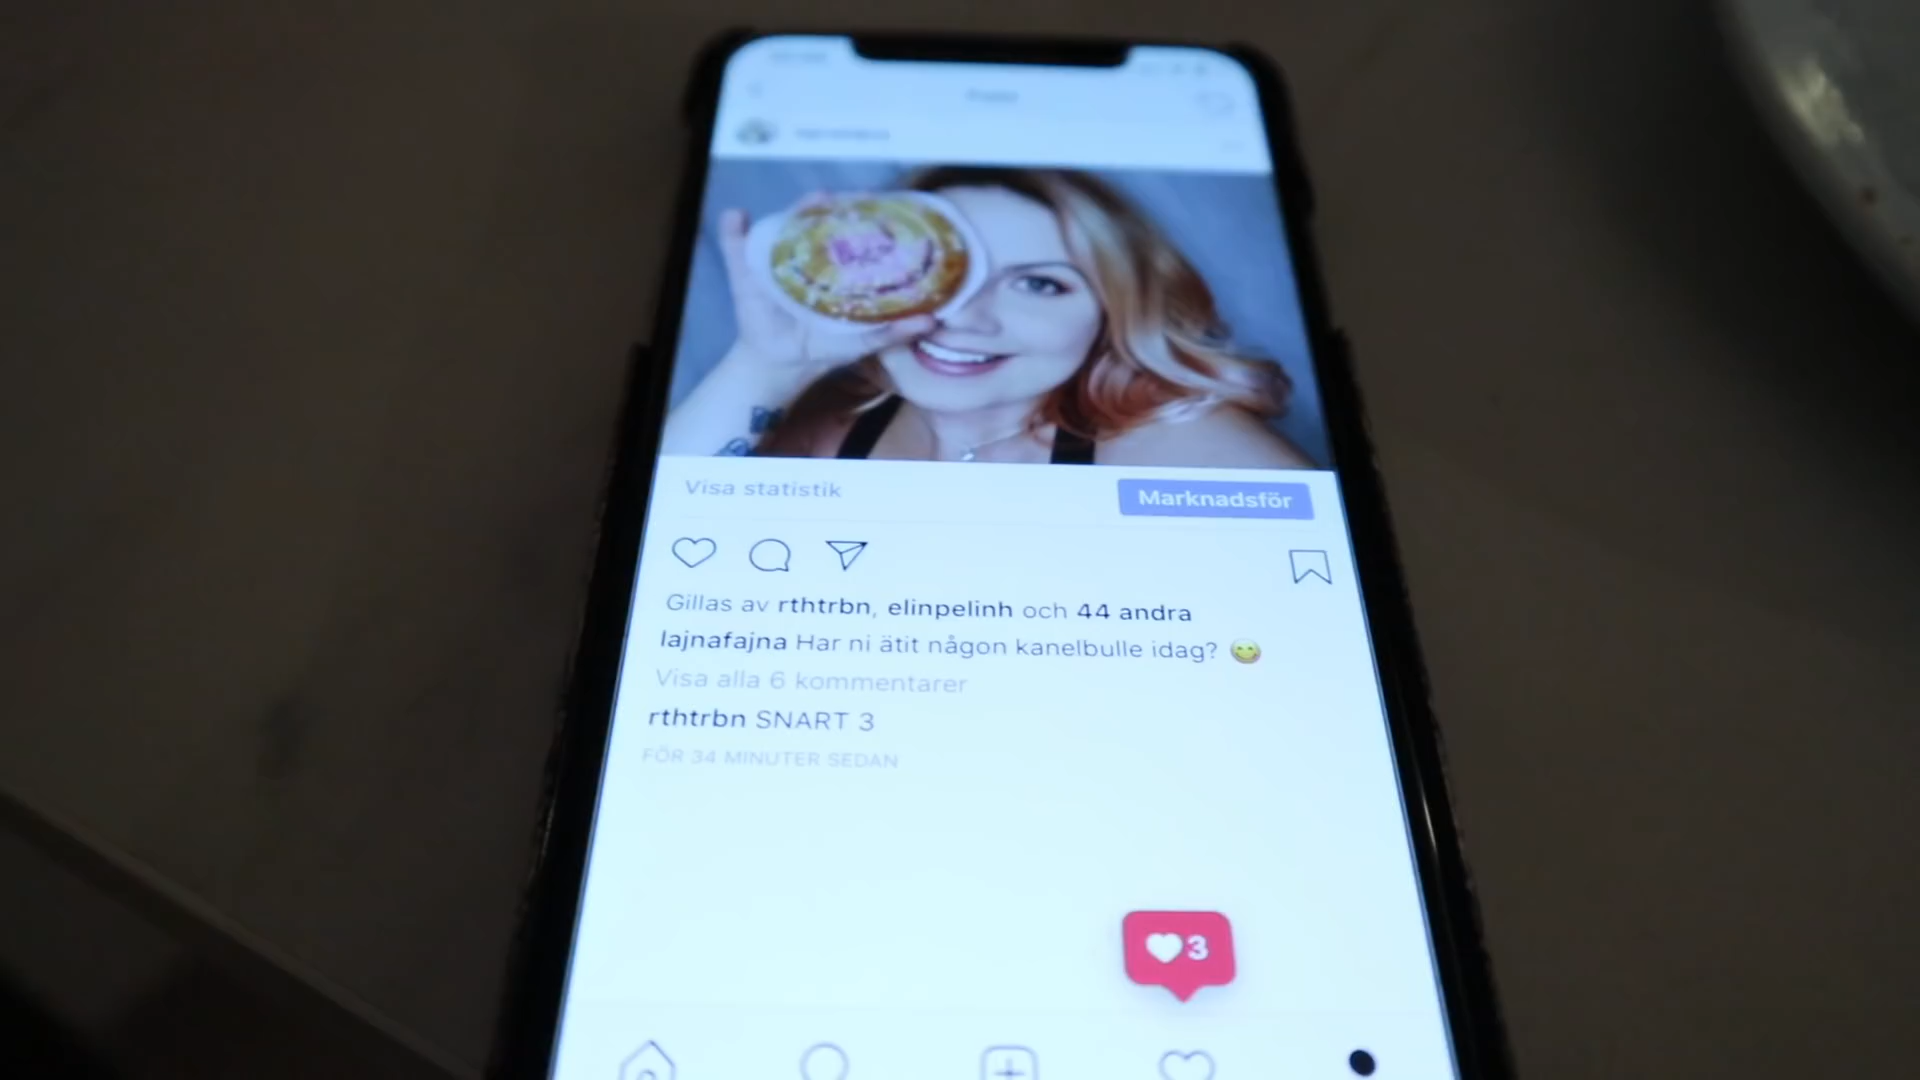 Visa statistik
Marknadsför
Gillas av rthtrbn, elinpelinh och 44 andra
lajnafajna Har ni ätit någon kanelbulle idag? 😋
Visa alla 6 kommentarer
rthtrbn SNART 3
FÖR 34 MINUTER SEDAN
3